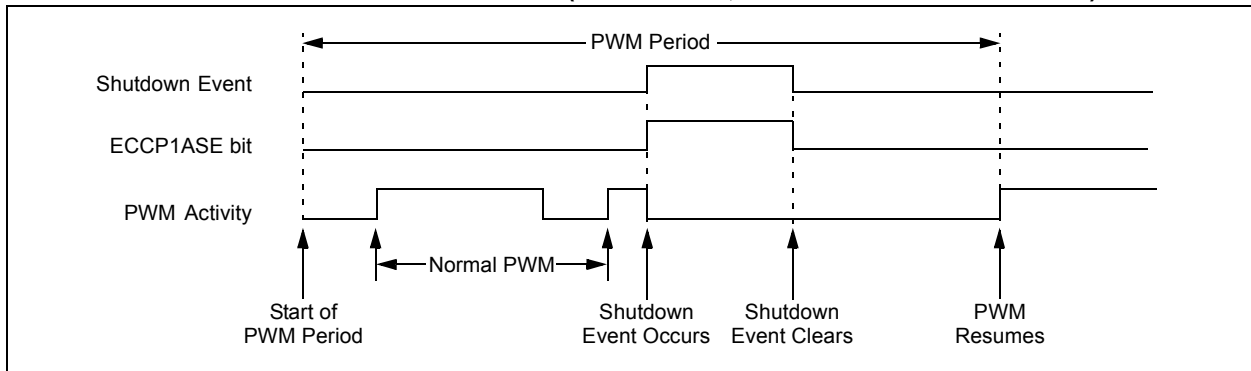 PWM Period
Shutdown Event
ECCP1ASE bit
PWM Activity
Normal PWM
Start of
PWM Period
Shutdown
Event Occurs
Shutdown
Event Clears
PWM
Resumes